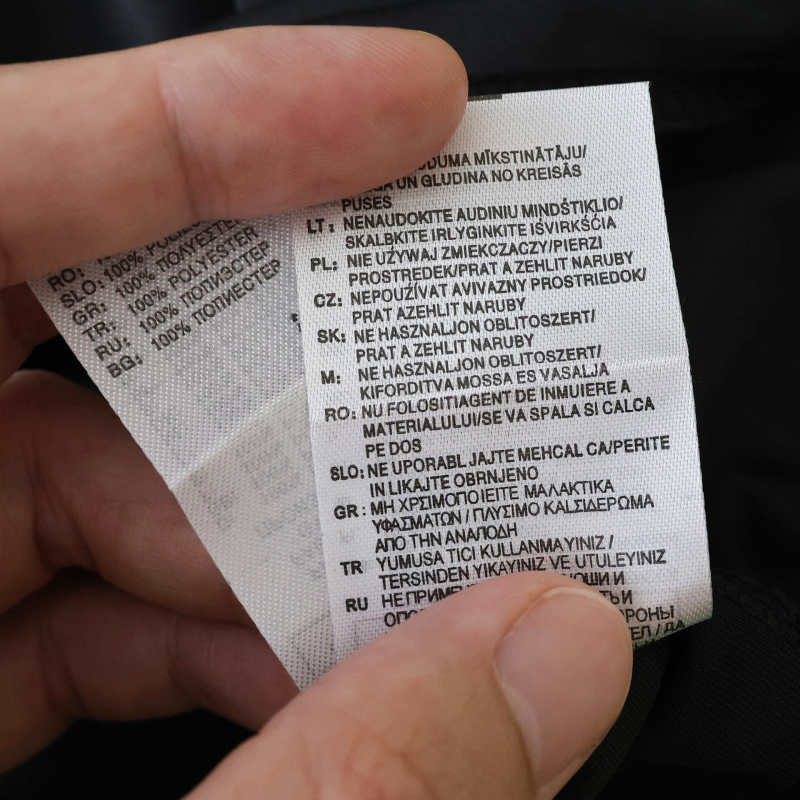 RO:
SLO: 100%
GR: 100% ПОЛУЕΣТЕР
TR: 100% POLYESTER
RU: 100% ПОЛИЭСТЕР
BG: 100% ПОЛИЕСТЕР
MĪKSTINĀTĀJU/
UN GLUDINA NO KREISĀS
PUSES
LT: NENAUDOKITE AUDINIU MINDŠTIKLIO/
SKALBKITE IRLYGINKITE IŠVIRKŠČIA
PL: NIE UŻYWAJ ZMIEKCZACZY/PIERZI
PROSTREDEK/PRAT A ZEHLIT NARUBY
CZ: NEPOUŽÍVAT AVIVAZNY PROSTRIEDOK/
PRAT AZEHLIT NARUBY
SK: NE HASZNALJON OBLITOSZERT/
PRAT A ZEHLIT NARUBY
M: NE HASZNALJON OBLITOSZERT/
KIFORDITVA MOSSA ES VASALJA
RO: NU FOLOSITIAGENT DE INMUIERE A
MATERIALULUI/SE VA SPALA SI CALCA
PE DOS
SLO: NE UPORABL JAJTE MEHCAL CA/PERITE
IN LIKAJTE OBRNJENO
GR: ΜΗ ΧΡΣΙΜΟΠΟΙΕΙΤΕ ΜΑΛΑΚΤΙΚΑ
ΥΦΑΣΜΑΤΩΝ / ΠΛΥΣΙΜΟ KALΣΙΔΕΡΩΜΑ
ΑΠΟ ΤΗΝ ΑΝΑΠΟΔΗ
TR YUMUSA TICI KULLANMAYINIZ /
TERSINDEN YIKAYINIZ VE UTULEYINIZ
RU НЕ И
И
/ ДА